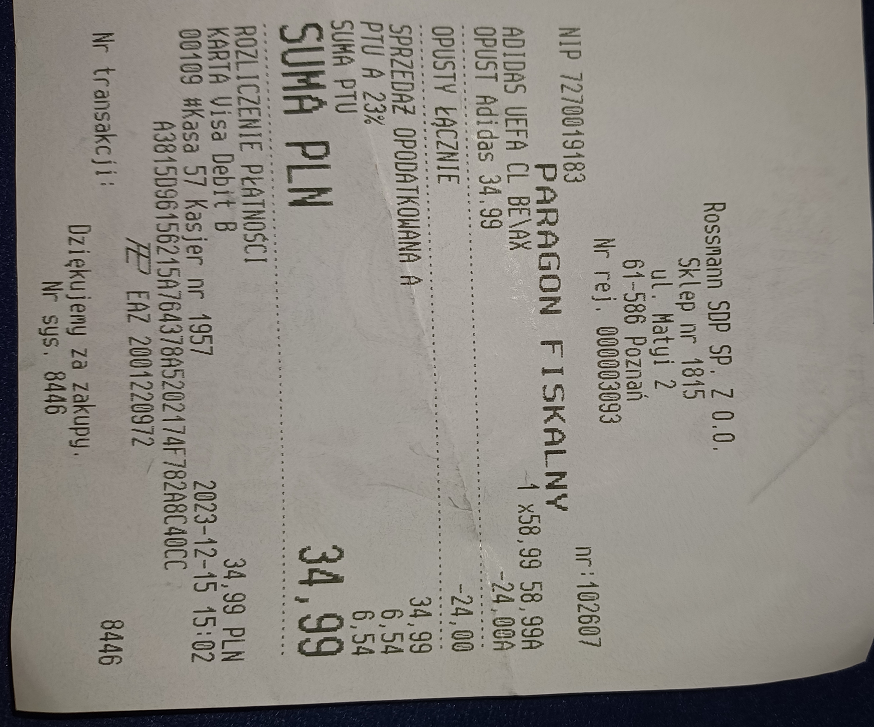 Rossmann SDP SP. Z O.O.
Sklep nr 1815
ul. Matyi 2
61-586 Poznań
Nr rej. 000003093
NIP 7270019183 nr:102607
PARAGON FISKALNY
ADIDAS UEFA CL BE\AX 1 x58,99 58,99A
OPUST Adidas 34.99 -24,00A
OPUSTY ŁĄCZNIE -24,00
SPRZEDAŻ OPODATKOWANA A 34,99
PTU A 23% 6,54
SUMA PTU 6,54
SUMA PLN 34,99
ROZLICZENIE PŁATNOŚCI
KARTA Visa Debit B 34,99 PLN
00109 #Kasa 57 Kasjer nr 1957 2023-12-15 15:02
A3815D96156215A764378A5202174F782A8C40CC
EAZ 2001220972
Nr transakcji: 8446
Dziękujemy za zakupy.
Nr sys. 8446